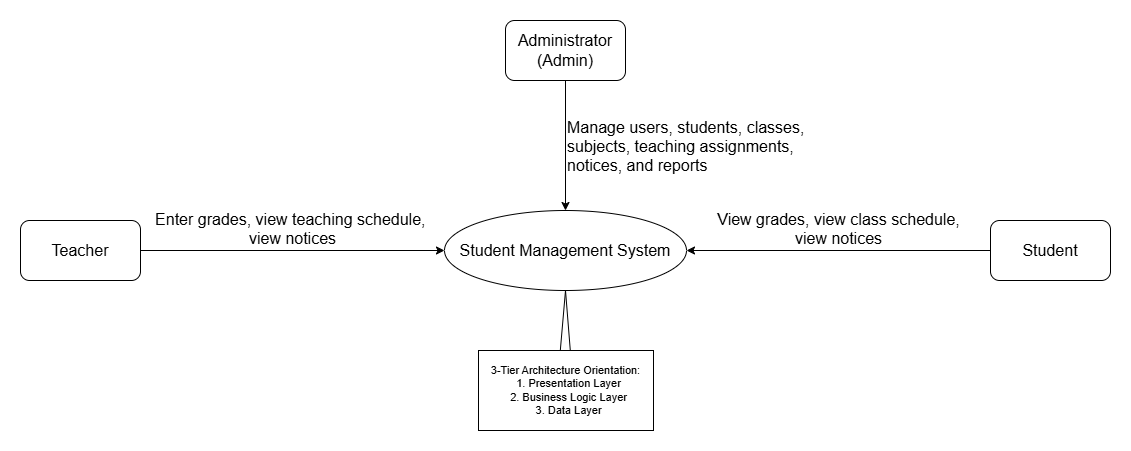 Administrator
(Admin)
Manage users, students, classes,
subjects, teaching assignments,
notices, and reports
Enter grades, view teaching schedule,
view notices
Teacher
Student Management System
View grades, view class schedule,
view notices
Student
3-Tier Architecture Orientation:
1. Presentation Layer
2. Business Logic Layer
3. Data Layer